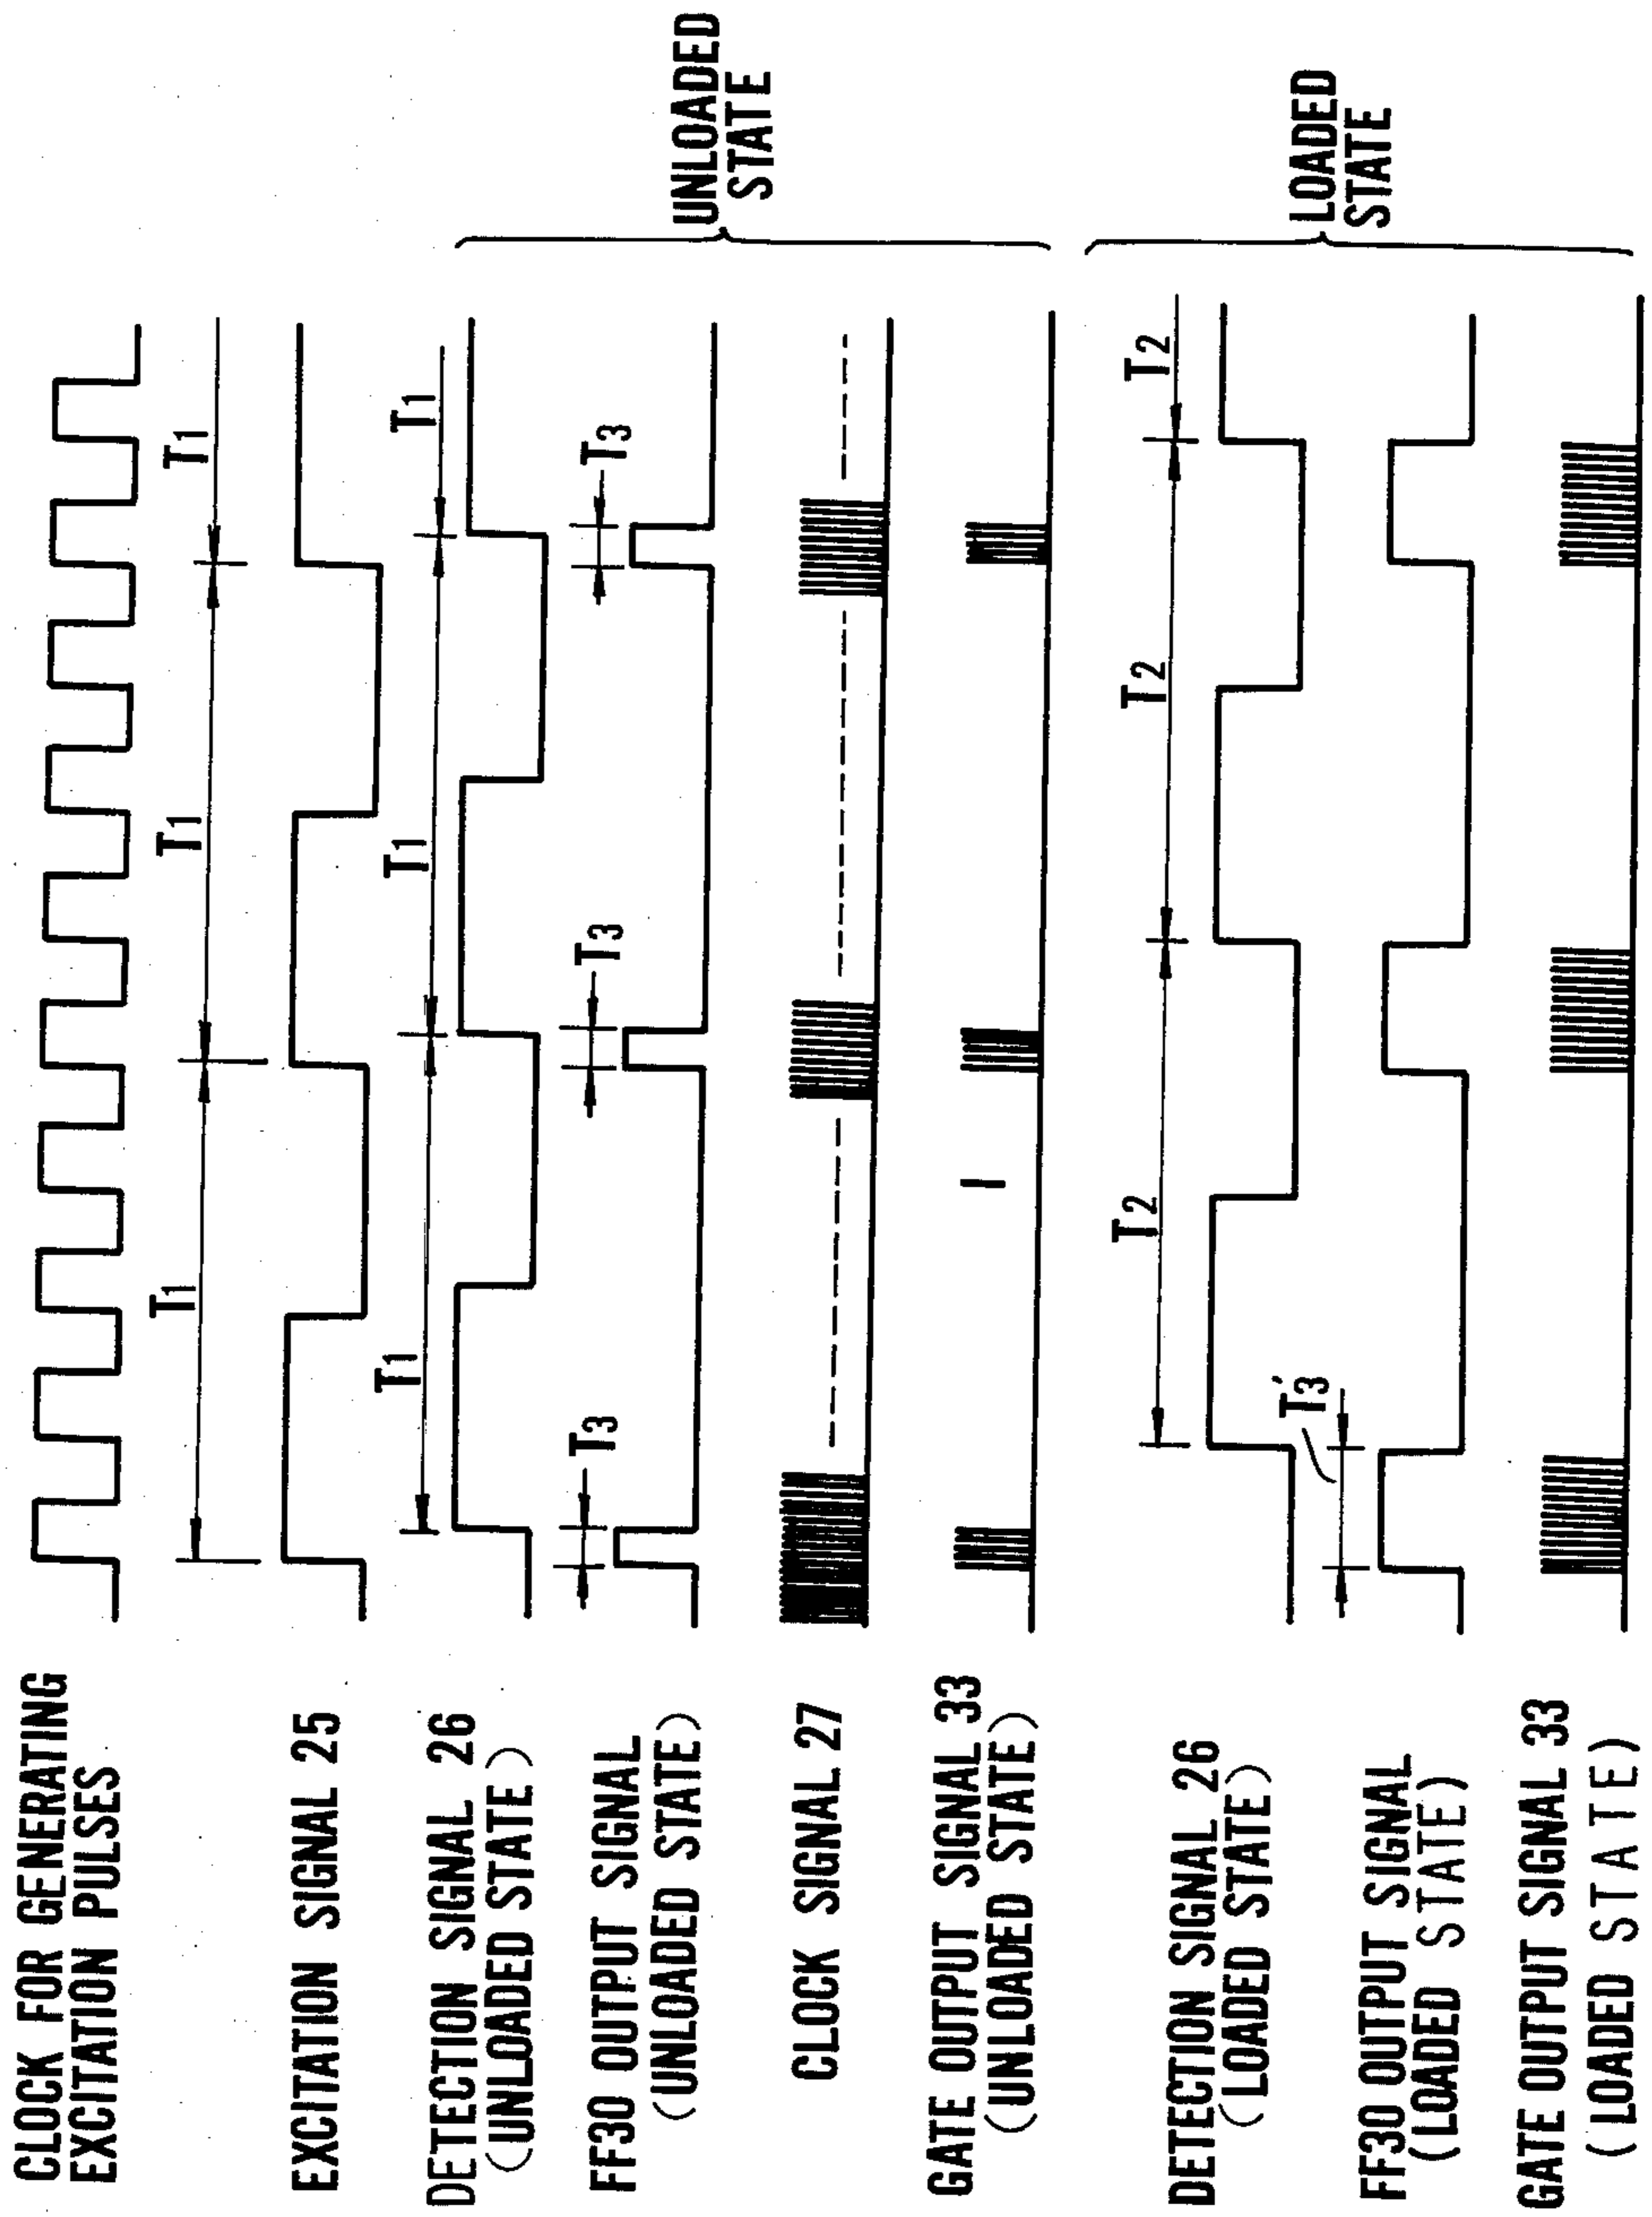 CLOCK FOR GENERATING
EXCITATION PULSES
T1
T1
T1
EXCITATION SIGNAL 25
T1
T1
T1
DETECTION SIGNAL 26
(UNLOADED STATE)
T3
T3
T3
FF30 OUTPUT SIGNAL
(UNLOADED STATE)
CLOCK SIGNAL 27
GATE OUTPUT SIGNAL 33
(UNLOADED STATE)
UNLOADED
STATE
T2
T2
T2
DETECTION SIGNAL 26
(LOADED STATE)
T3'
FF30 OUTPUT SIGNAL
(LOADED STATE)
GATE OUTPUT SIGNAL 33
(LOADED STATE)
LOADED
STATE